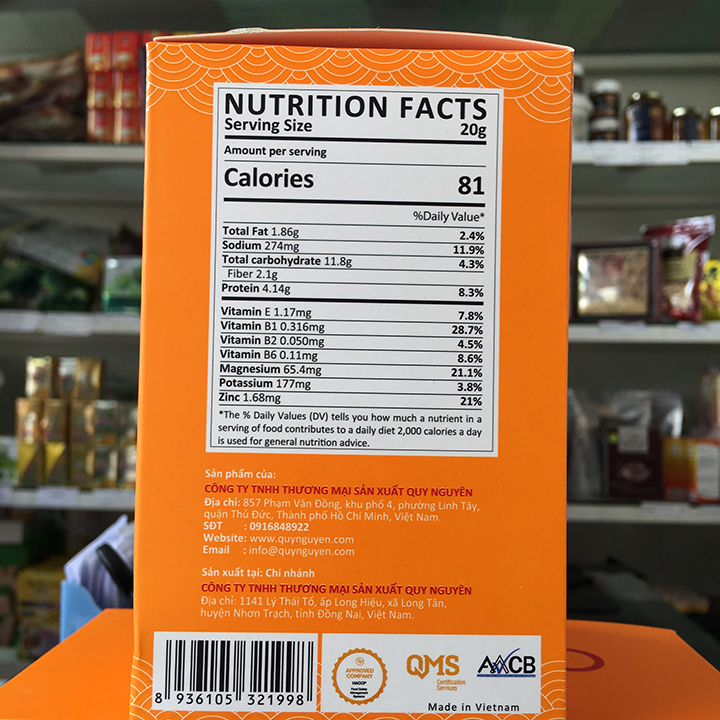 NUTRITION FACTS
Serving Size 20g
Amount per serving
Calories 81
%Daily Value*
Total Fat 1.86g 2.4%
Sodium 274mg 11.9%
Total carbohydrate 11.8g 4.3%
Fiber 2.1g
Protein 4.14g 8.3%
Vitamin E 1.17mg 7.8%
Vitamin B1 0.316mg 28.7%
Vitamin B2 0.050mg 4.5%
Vitamin B6 0.11mg 8.6%
Magnesium 65.4mg 21.1%
Potassium 177mg 3.8%
Zinc 1.68mg 21%
*The % Daily Values (DV) tells you how much a nutrient in a
serving of food contributes to a daily diet 2,000 calories a day
is used for general nutrition advice.
Sản phẩm của:
CÔNG TY TNHH THƯƠNG MẠI SẢN XUẤT QUY NGUYÊN
Địa chỉ: 857 Phạm Văn Đồng, khu phố 4, phường Linh Tây,
quận Thủ Đức, Thành phố Hồ Chí Minh, Việt Nam.
SĐT : 0916848922
Website: www.quynguyen.com
Email : info@quynguyen.com
Sản xuất tại: Chi nhánh
CÔNG TY TNHH THƯƠNG MẠI SẢN XUẤT QUY NGUYÊN
Địa chỉ: 1141 Lý Thái Tổ, ấp Long Hiệu, xã Long Tân,
huyện Nhơn Trạch, tỉnh Đồng Nai, Việt Nam.
8 936105 321998
APPROVED
COMPANY
HACCP
Food Safety
Management
Systems
QMS
Certification
Services
AACB
Made in Vietnam